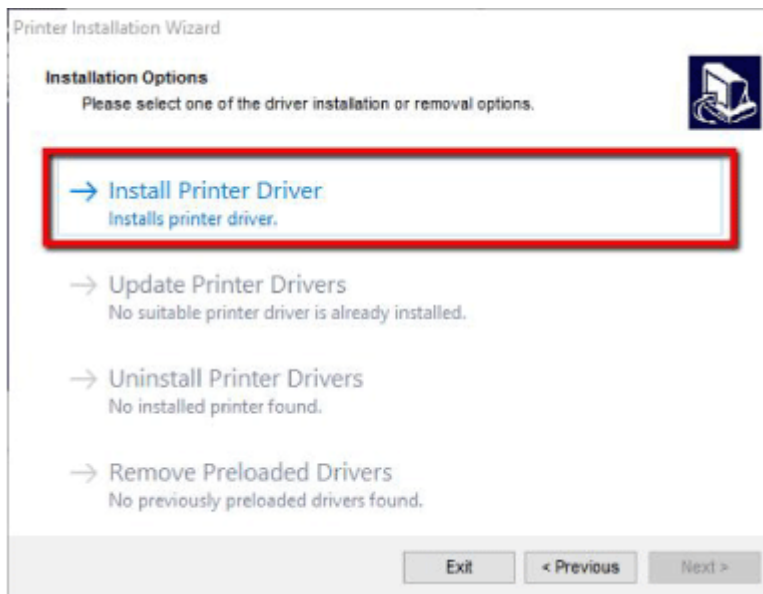 Printer Installation Wizard
Installation Options
Please select one of the driver installation or removal options.
→ Install Printer Driver
Installs printer driver.
→ Update Printer Drivers
No suitable printer driver is already installed.
→ Uninstall Printer Drivers
No installed printer found.
→ Remove Preloaded Drivers
No previously preloaded drivers found.
Exit < Previous Next >